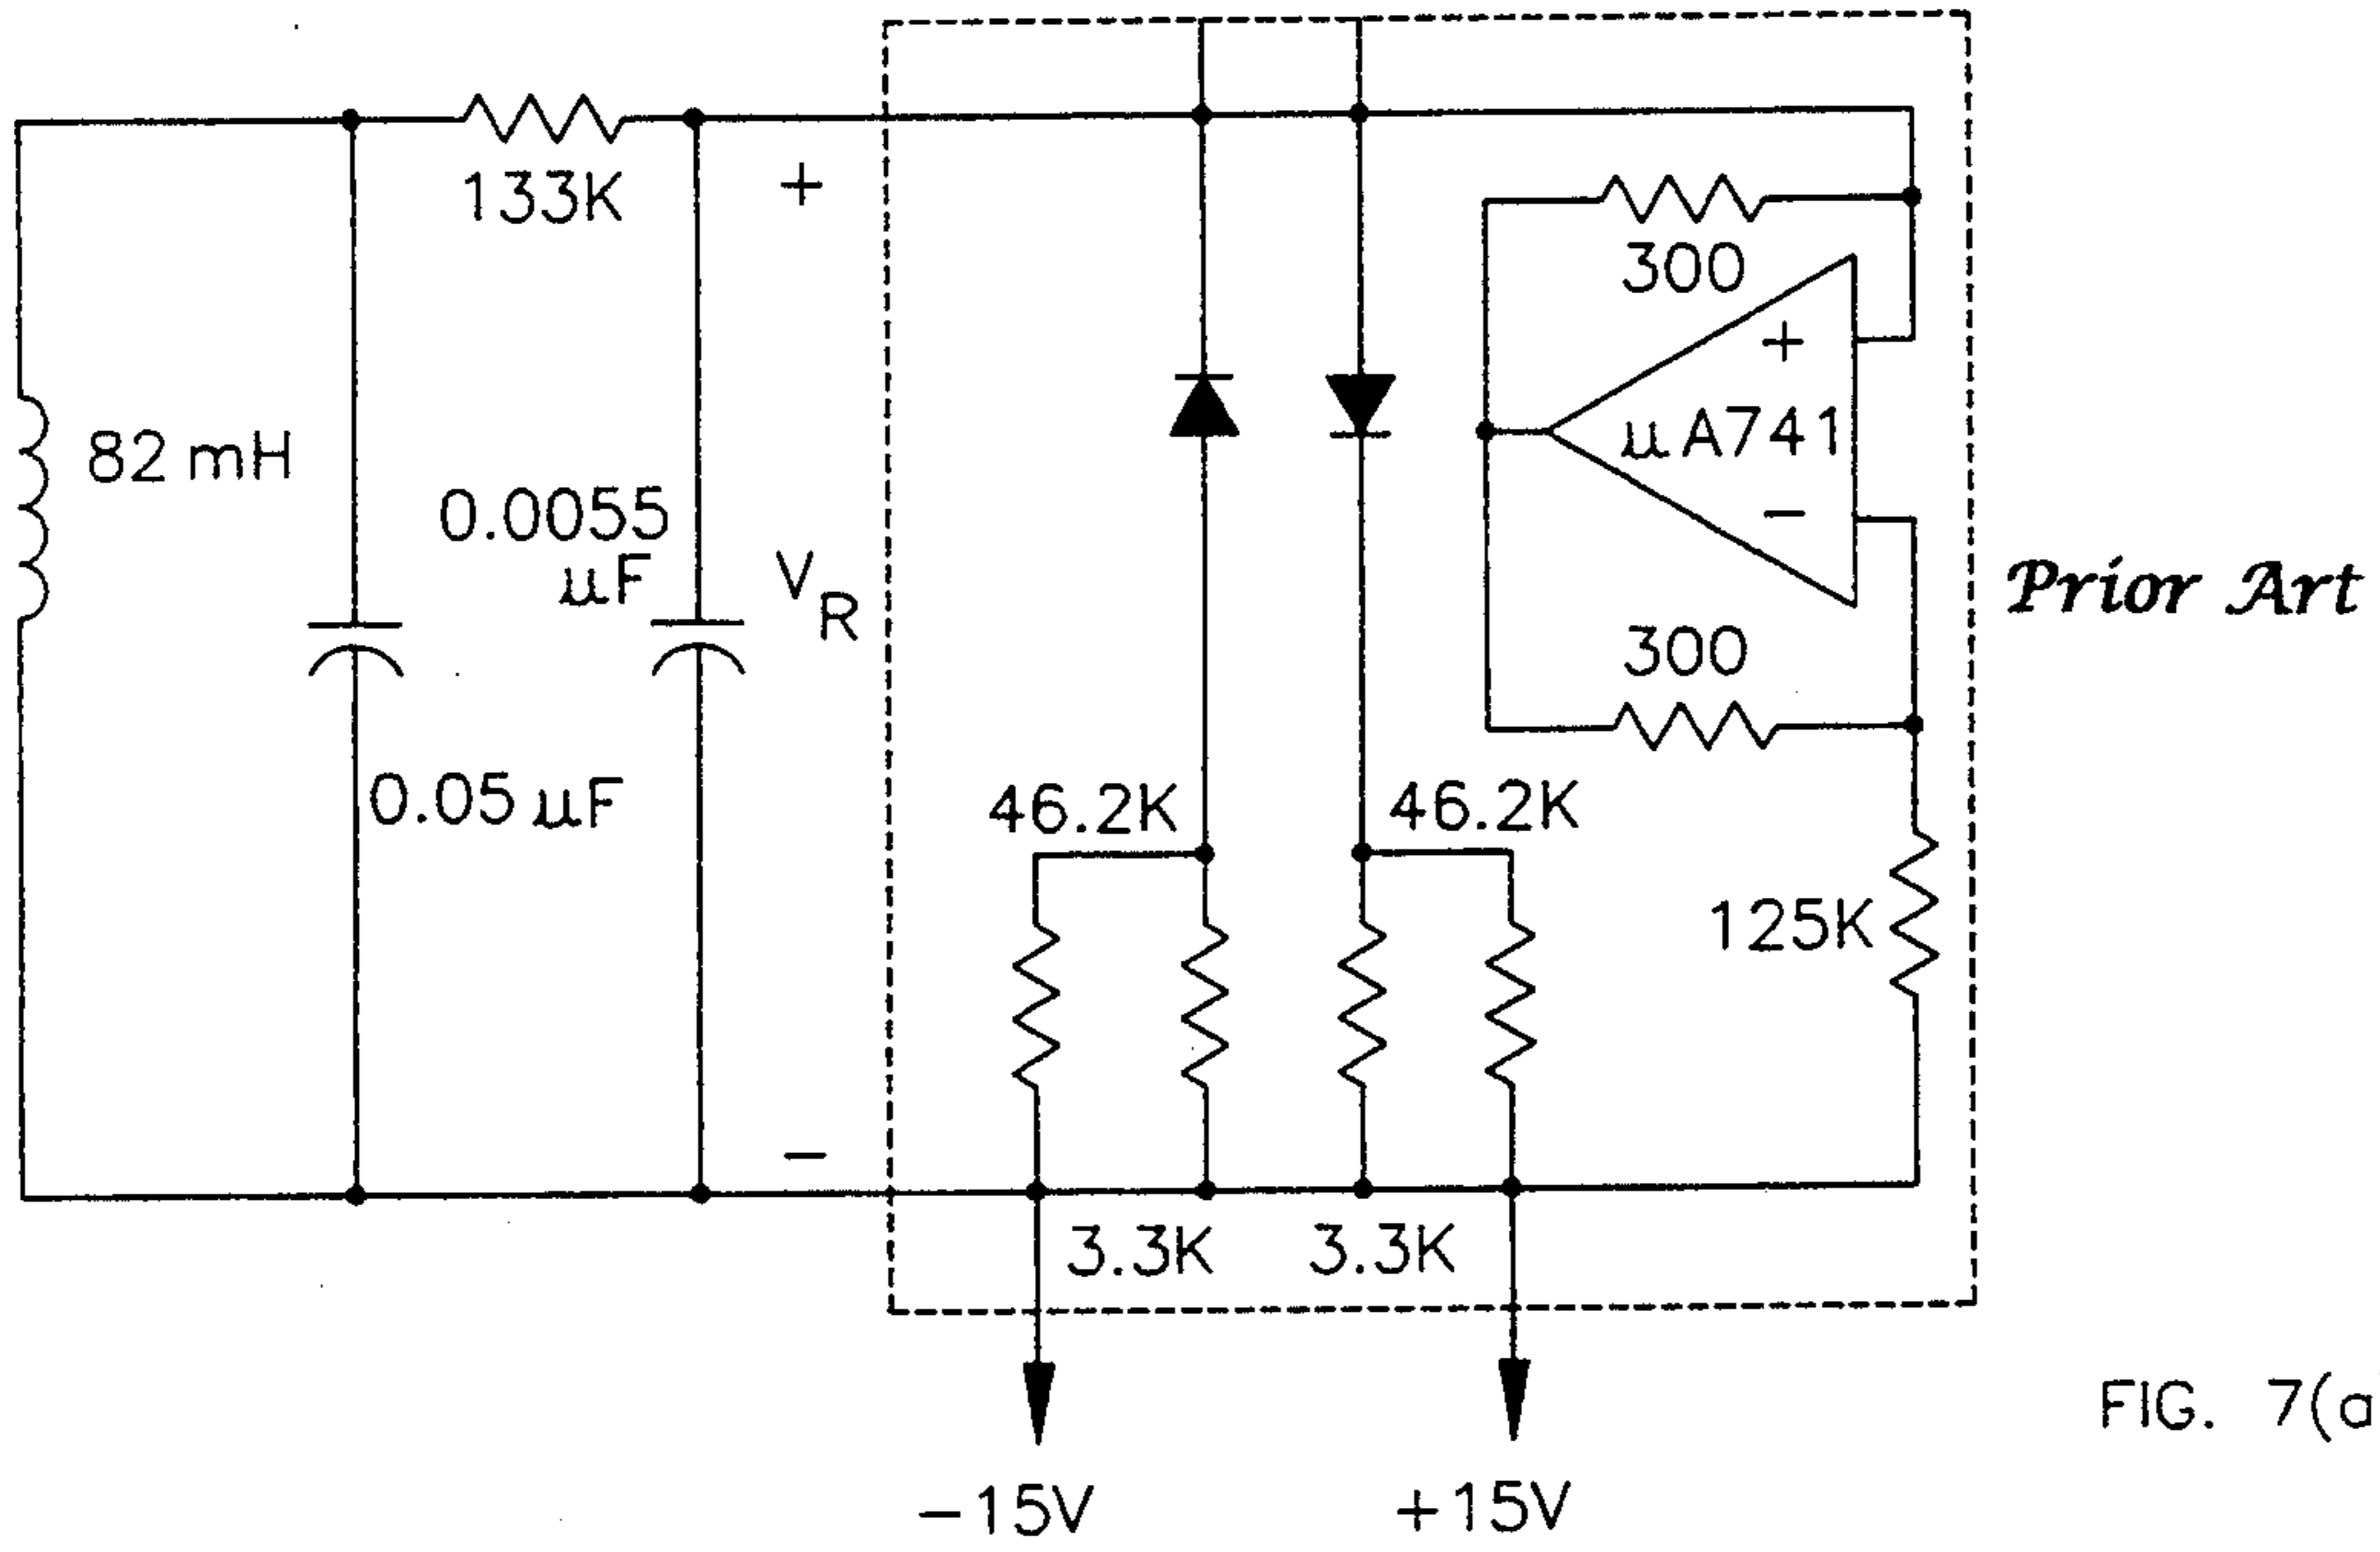 133K
+
300
+
82 mH
μA741
0.0055
μF
−
V
R
Prior Art
300
0.05 μF
46.2K
46.2K
125K
−
3.3K
3.3K
FIG. 7(a
−15V
+15V